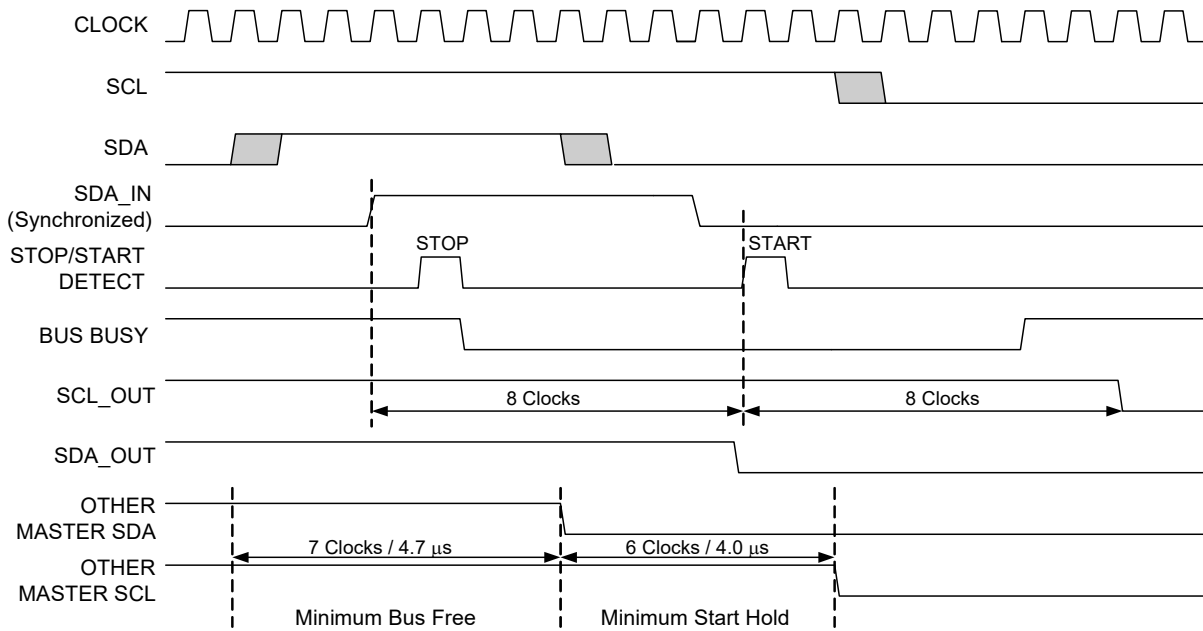 CLOCK
SCL
SDA
SDA_IN
(Synchronized)
STOP/START
DETECT
STOP
START
BUS BUSY
SCL_OUT
8 Clocks
8 Clocks
SDA_OUT
OTHER
MASTER SDA
7 Clocks / 4.7 μs
6 Clocks / 4.0 μs
OTHER
MASTER SCL
Minimum Bus Free
Minimum Start Hold